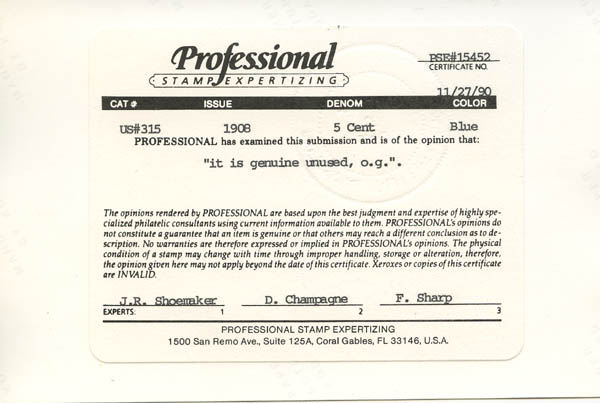 Professional
STAMP EXPERTIZING
PSE#15452
CERTIFICATE NO.
11/27/90
CAT # ISSUE DENOM COLOR
US#315 1908 5 Cent Blue
PROFESSIONAL has examined this submission and is of the opinion that:
"it is genuine unused, o.g.".
The opinions rendered by PROFESSIONAL are based upon the best judgment and expertise of highly spe-
cialized philatelic consultants using current information available to them. PROFESSIONAL's opinions do
not constitute a guarantee that an item is genuine or that others may reach a different conclusion as to de-
scription. No warranties are therefore expressed or implied in PROFESSIONAL's opinions. The physical
condition of a stamp may change with time through improper handling, storage or alteration, therefore,
the opinion given here may not apply beyond the date of this certificate. Xeroxes or copies of this certificate
are INVALID.
J.R. Shoemaker D. Champagne F. Sharp
EXPERTS: 1 2 3
PROFESSIONAL STAMP EXPERTIZING
1500 San Remo Ave., Suite 125A, Coral Gables, FL 33146, U.S.A.